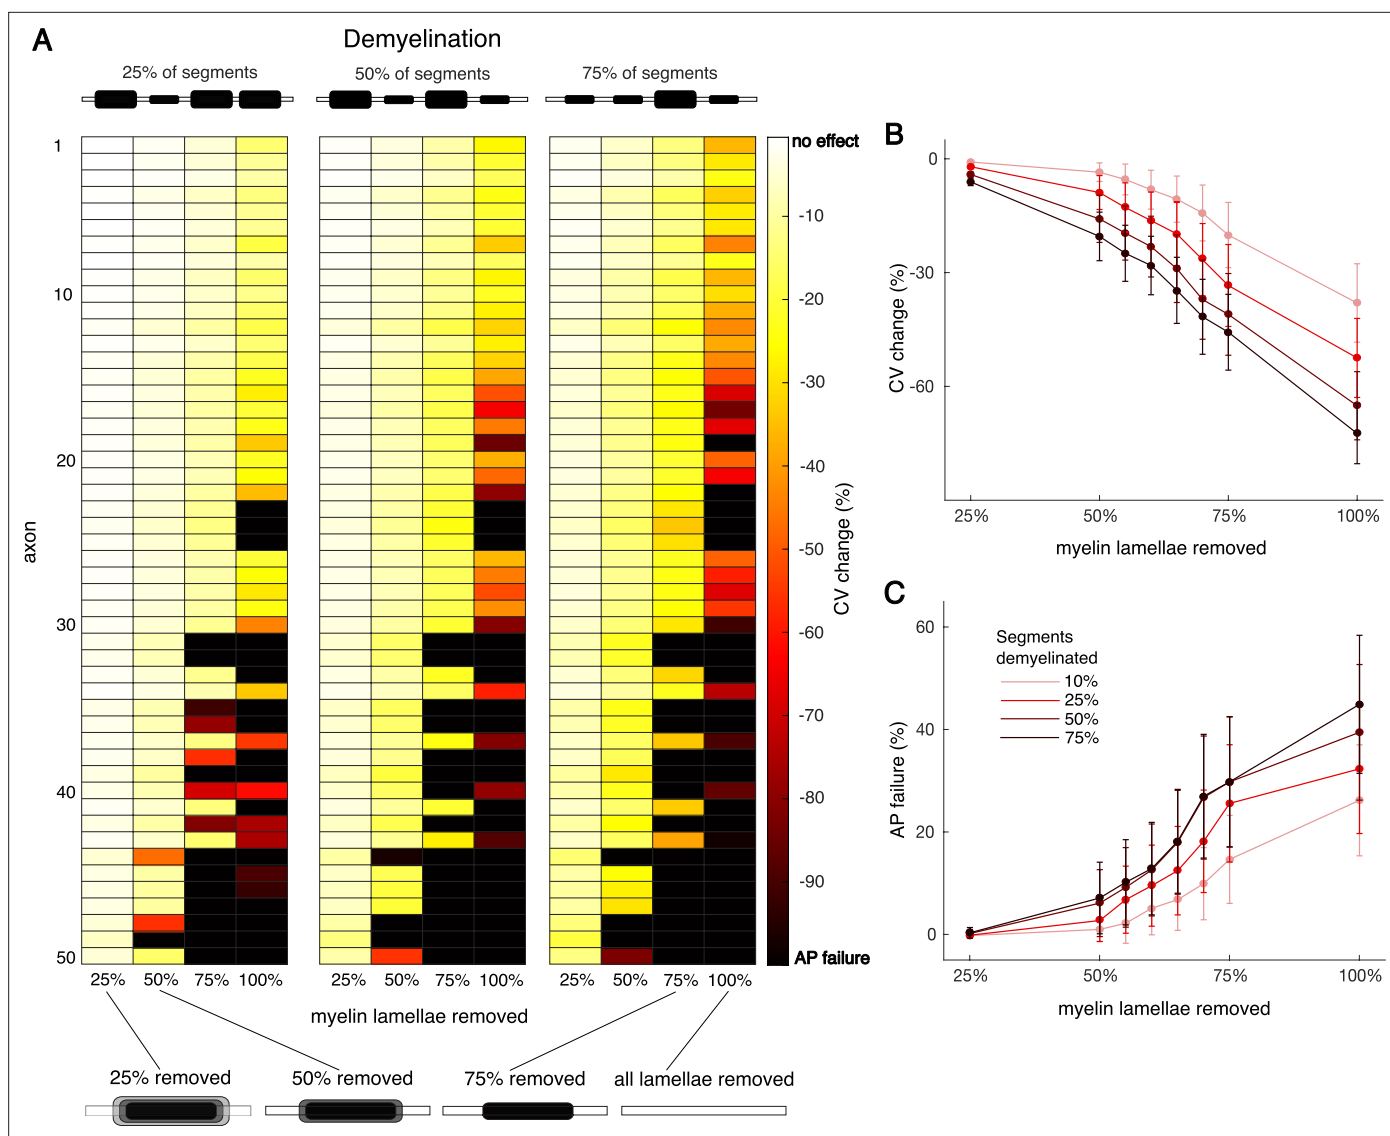 A
Demyelination
25% of segments
50% of segments
75% of segments
1
10
20
30
40
50
axon
no effect
-10
-20
-30
-40
-50
-60
-70
-80
-90
AP failure
CV change (%)
25% 50% 75% 100%
25% 50% 75% 100%
25% 50% 75% 100%
myelin lamellae removed
25% removed
50% removed
75% removed
all lamellae removed
B
0
-30
-60
CV change (%)
25% 50% 75% 100%
myelin lamellae removed
C
60
40
20
0
AP failure (%)
Segments
demyelinated
10%
25%
50%
75%
25% 50% 75% 100%
myelin lamellae removed